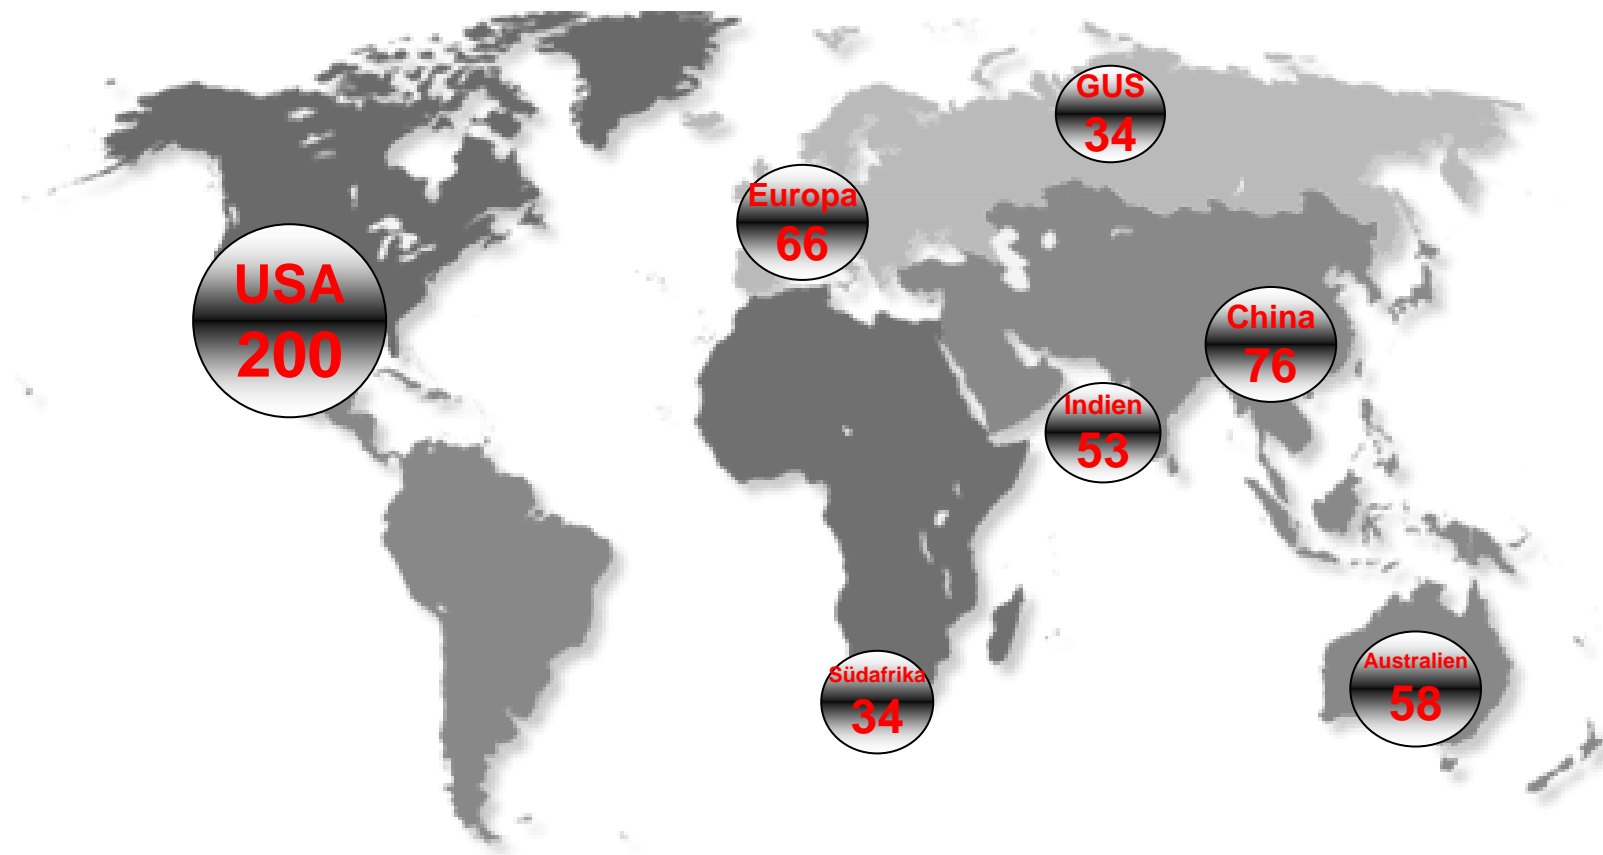 GUS
34
Europa
66
USA
200
China
76
Indien
53
Südafrika
34
Australien
58